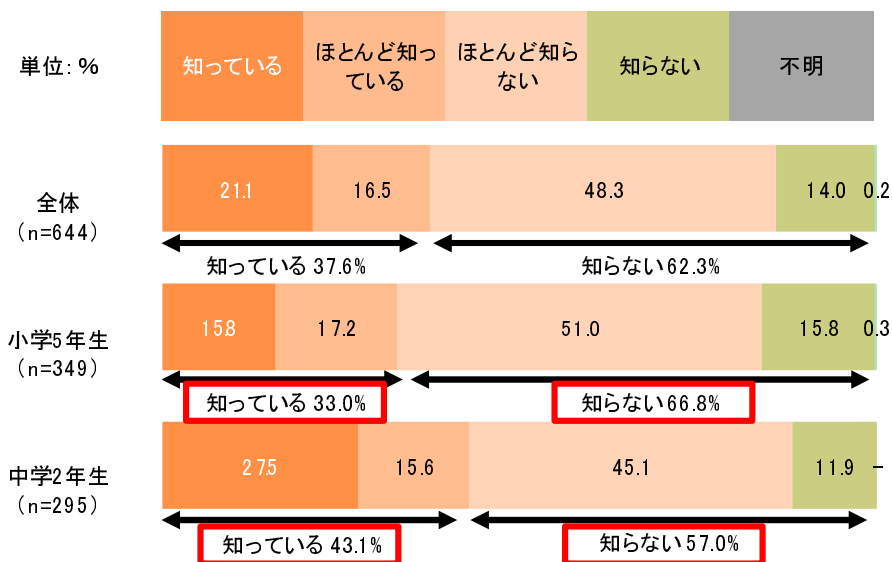 単位：％
知っている
ほとんど知っ
ている
ほとんど知ら
ない
知らない
不明
全体
（n=644）
21.1 16.5 48.3 14.0 0.2
知っている 37.6% 知らない 62.3%
小学5年生
（n=349）
15.8 17.2 51.0 15.8 0.3
知っている 33.0% 知らない 66.8%
中学2年生
（n=295）
27.5 15.6 45.1 11.9 -
知っている 43.1% 知らない 57.0%